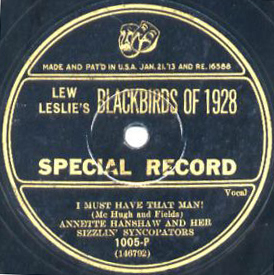 MADE AND PAT'D IN U.S.A. JAN. 21,'13 AND RE. 16588
LEW LESLIE'S BLACKBIRDS OF 1928
SPECIAL RECORD
Vocal
I MUST HAVE THAT MAN!
(Mc Hugh and Fields)
ANNETTE HANSHAW AND HER
SIZZLIN' SYNCOPATORS
1005-P
(146792)